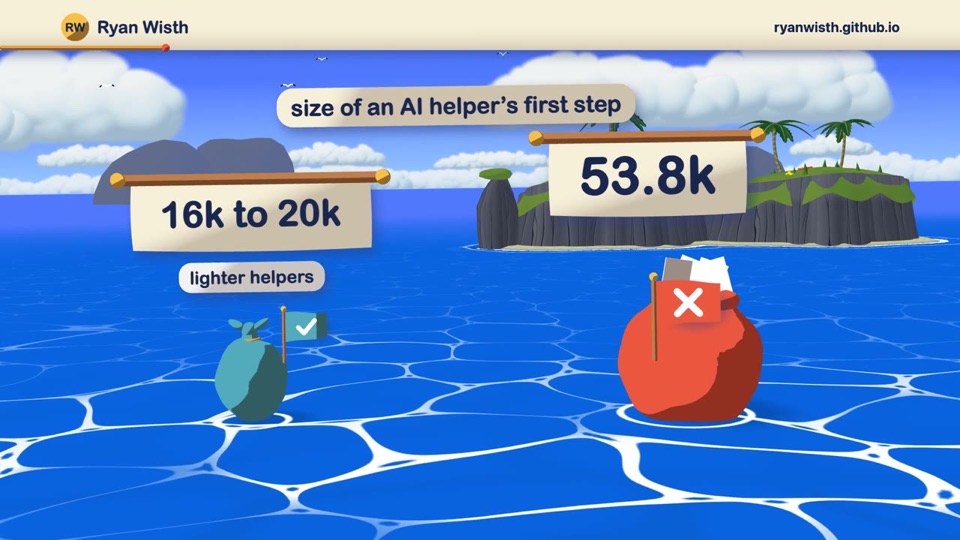 RW Ryan Wisth
ryanwisth.github.io
size of an AI helper's first step
53.8k
16k to 20k
lighter helpers